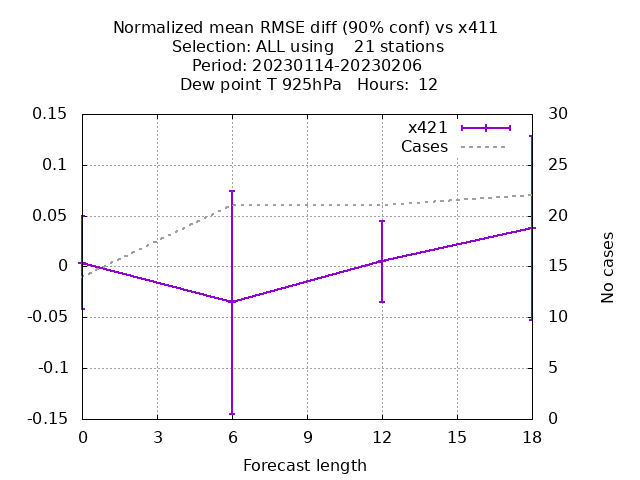 Normalized mean RMSE diff (90% conf) vs x411
Selection: ALL using    21 stations
Period: 20230114-20230206
Dew point T 925hPa   Hours:  12
0.15
0.1
0.05
0
-0.05
-0.1
-0.15
30
25
20
15
10
5
0
x421
Cases
No cases
0 3 6 9 12 15 18
Forecast length